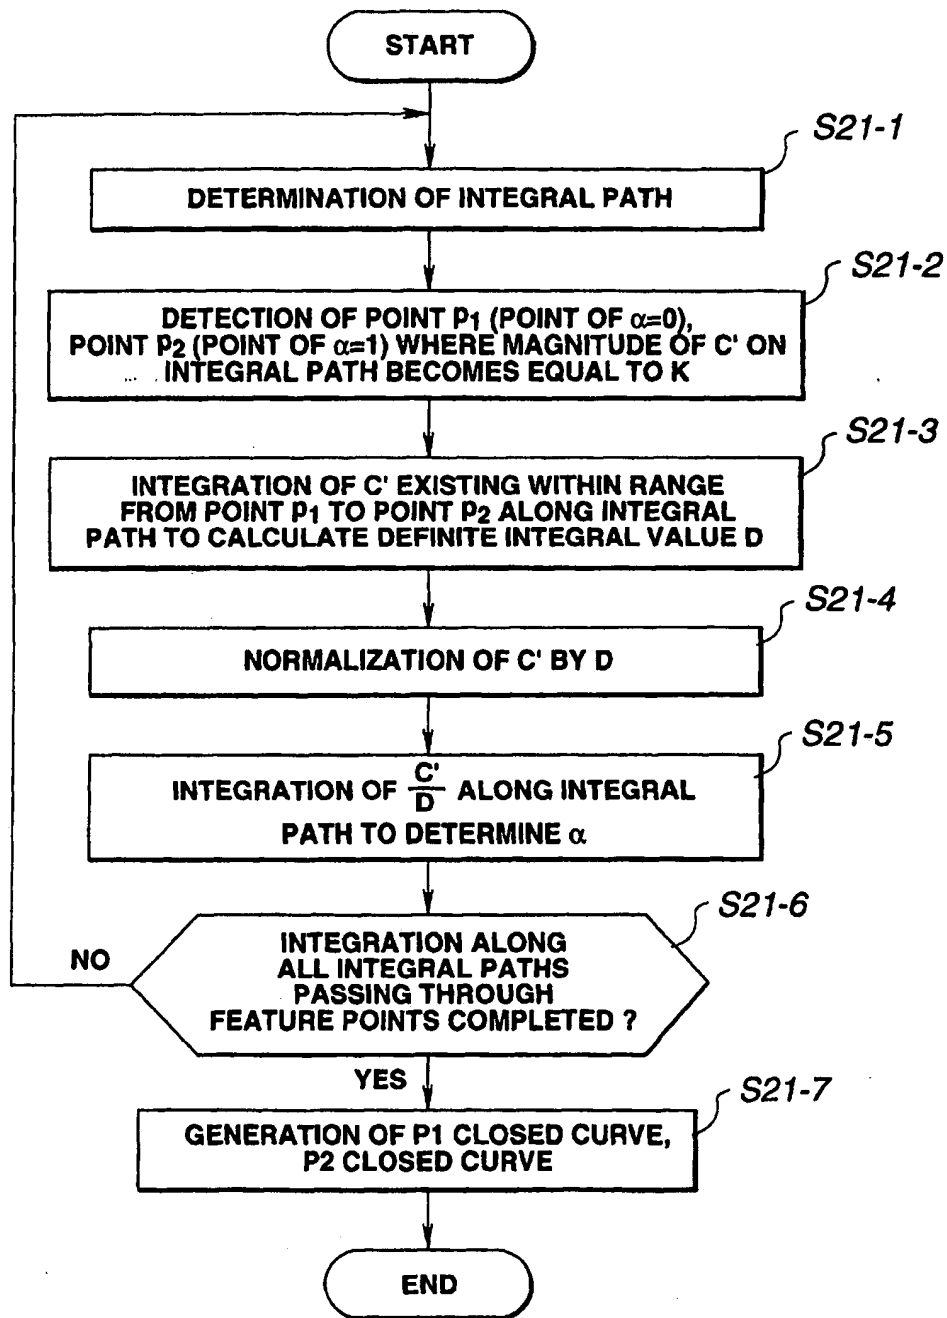 START
S21-1
DETERMINATION OF INTEGRAL PATH
S21-2
DETECTION OF POINT P1 (POINT OF α=0),
POINT P2 (POINT OF α=1) WHERE MAGNITUDE OF C' ON
INTEGRAL PATH BECOMES EQUAL TO K
S21-3
INTEGRATION OF C' EXISTING WITHIN RANGE
FROM POINT P1 TO POINT P2 ALONG INTEGRAL
PATH TO CALCULATE DEFINITE INTEGRAL VALUE D
S21-4
NORMALIZATION OF C' BY D
S21-5
INTEGRATION OF C'/D ALONG INTEGRAL
PATH TO DETERMINE α
S21-6
INTEGRATION ALONG
ALL INTEGRAL PATHS
PASSING THROUGH
FEATURE POINTS COMPLETED ?
NO
YES
S21-7
GENERATION OF P1 CLOSED CURVE,
P2 CLOSED CURVE
END